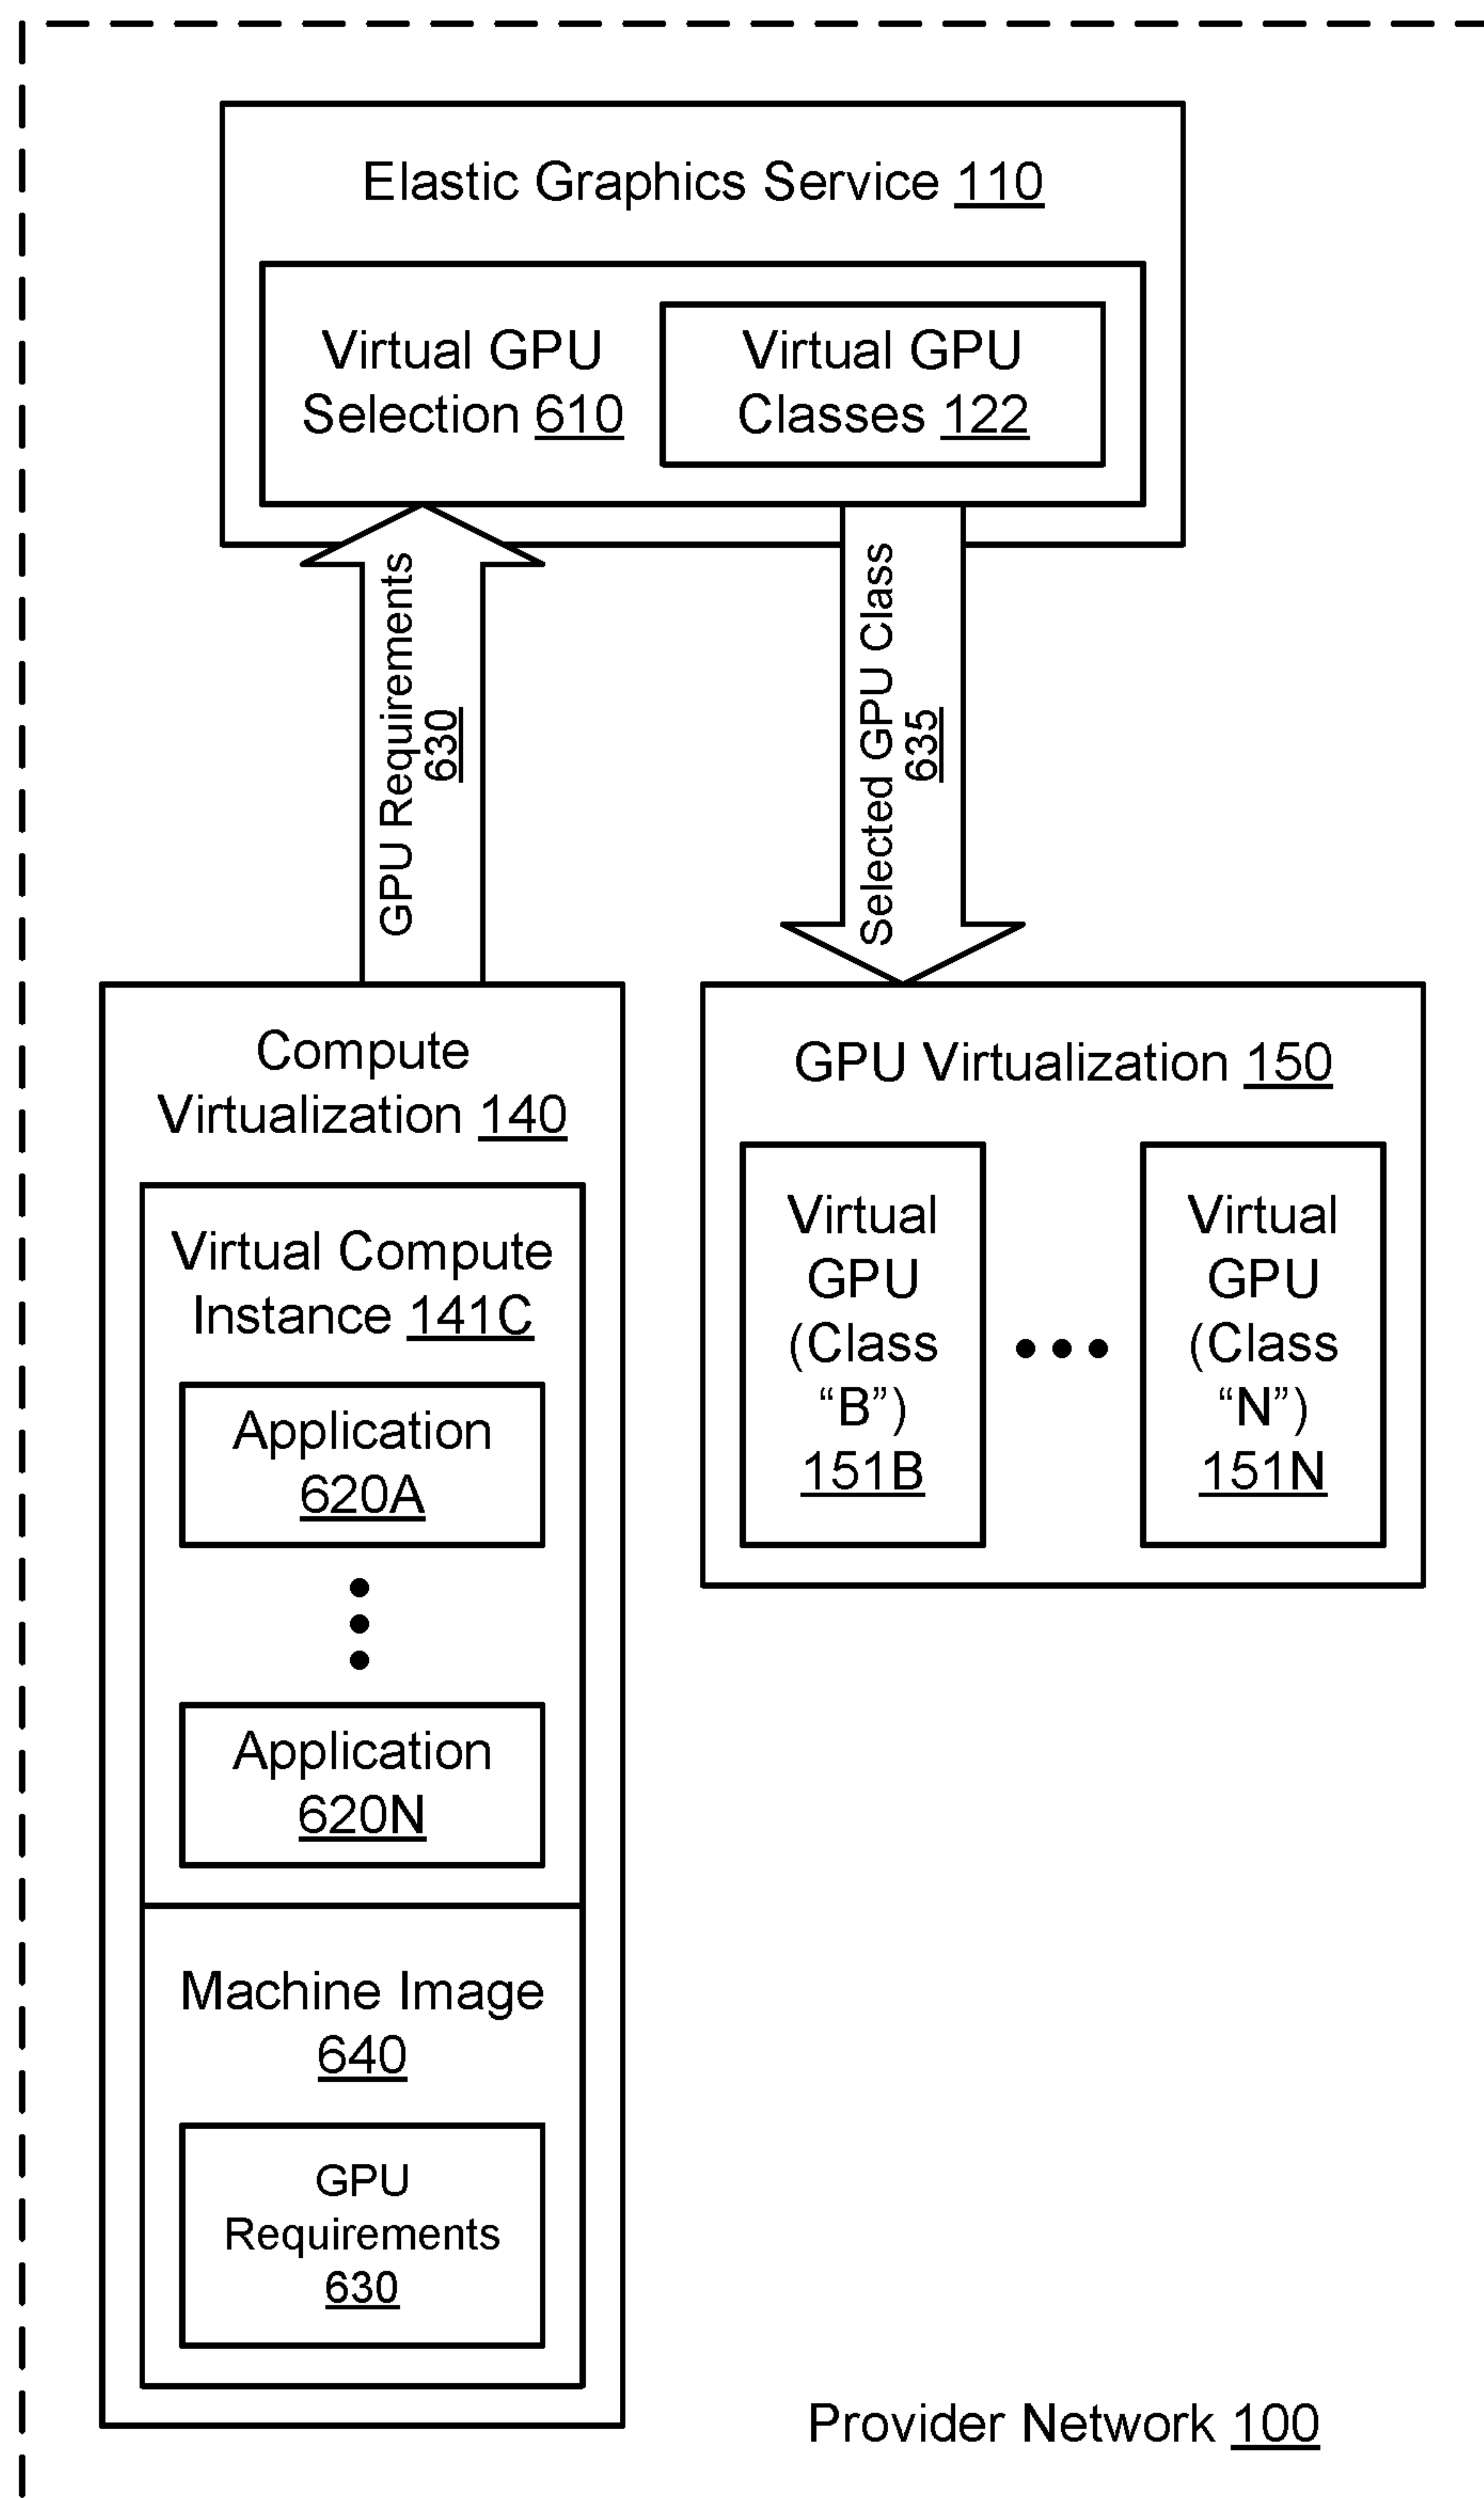 Elastic Graphics Service 110
Virtual GPU
Selection 610
Virtual GPU
Classes 122
GPU Requirements
630
Selected GPU Class
635
Compute
Virtualization 140
Virtual Compute
Instance 141C
Application
620A
Application
620N
Machine Image
640
GPU
Requirements
630
GPU Virtualization 150
Virtual
GPU
(Class
“B”)
151B
Virtual
GPU
(Class
“N”)
151N
Provider Network 100